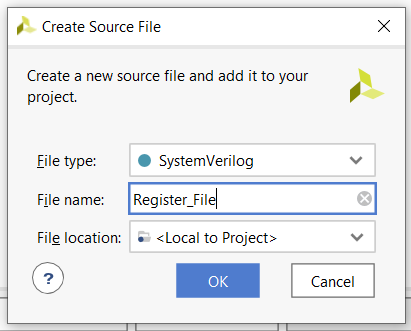 Create Source File
Create a new source file and add it to your
project.
File type: SystemVerilog
File name: Register_File
File location: <Local to Project>
? OK Cancel